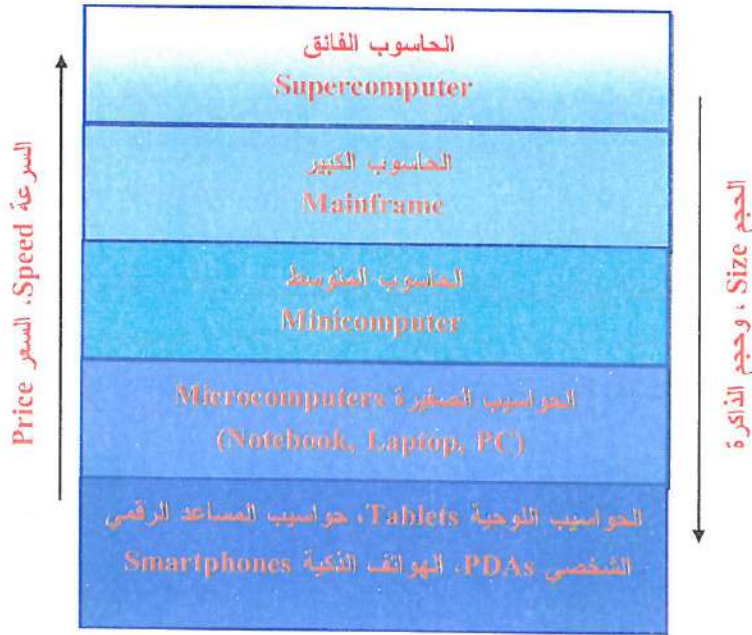 الحاسوب الفائق
Supercomputer
الحاسوب الكبير
Mainframe
الحاسوب المتوسط
Minicomputer
الحواسيب الصغيرة Microcomputers
(Notebook, Laptop, PC)
الحواسيب اللوحية Tablets، حواسيب المساعد الرقمي
الشخصي PDAs، الهواتف الذكية Smartphones
السرعة Speed، السعر Price
الحجم Size ، وحجم الذاكرة